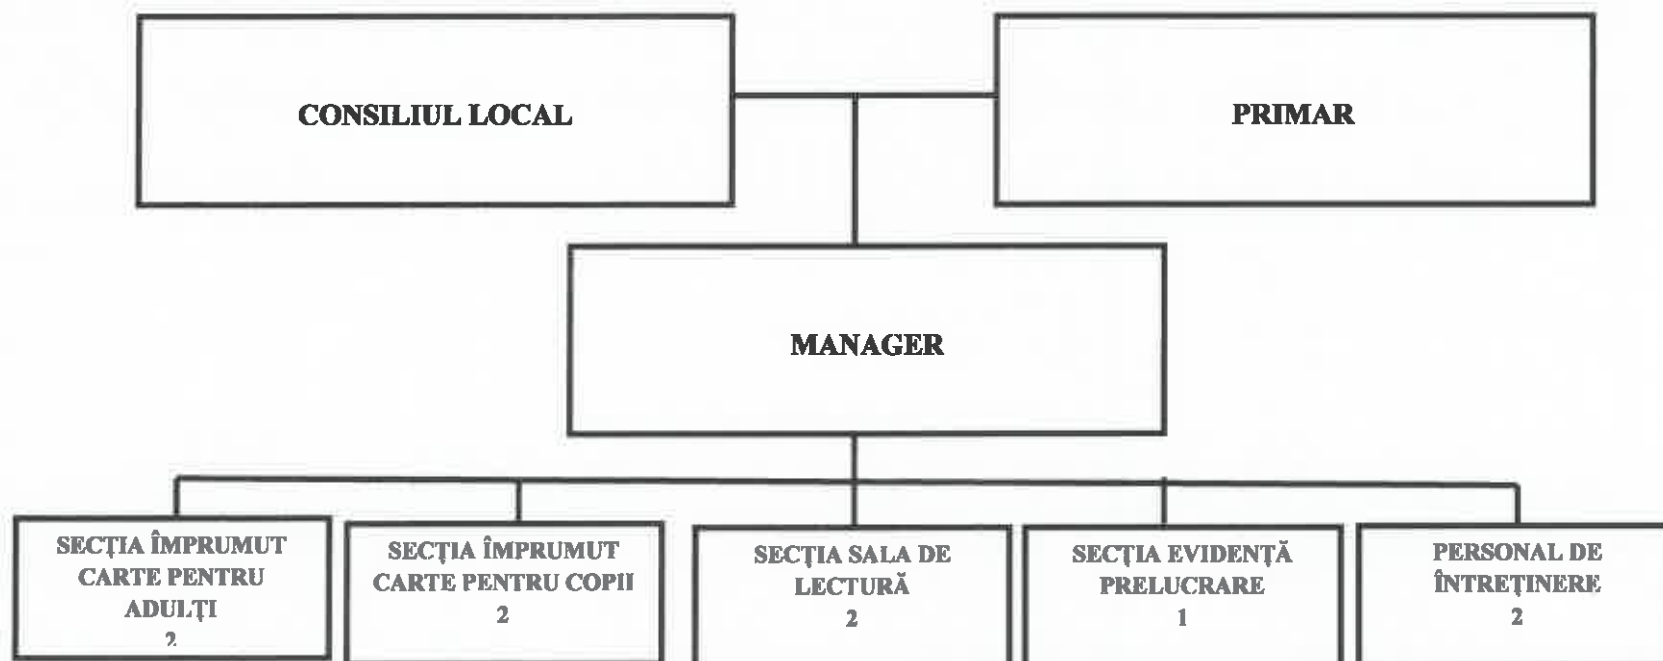 CONSILIUL LOCAL
PRIMAR
MANAGER
SECȚIA ÎMPRUMUT
CARTE PENTRU
ADULȚI
2
SECȚIA ÎMPRUMUT
CARTE PENTRU COPII
2
SECȚIA SALA DE
LECTURĂ
2
SECȚIA EVIDENȚĂ
PRELUCRARE
1
PERSONAL DE
ÎNTREȚINERE
2